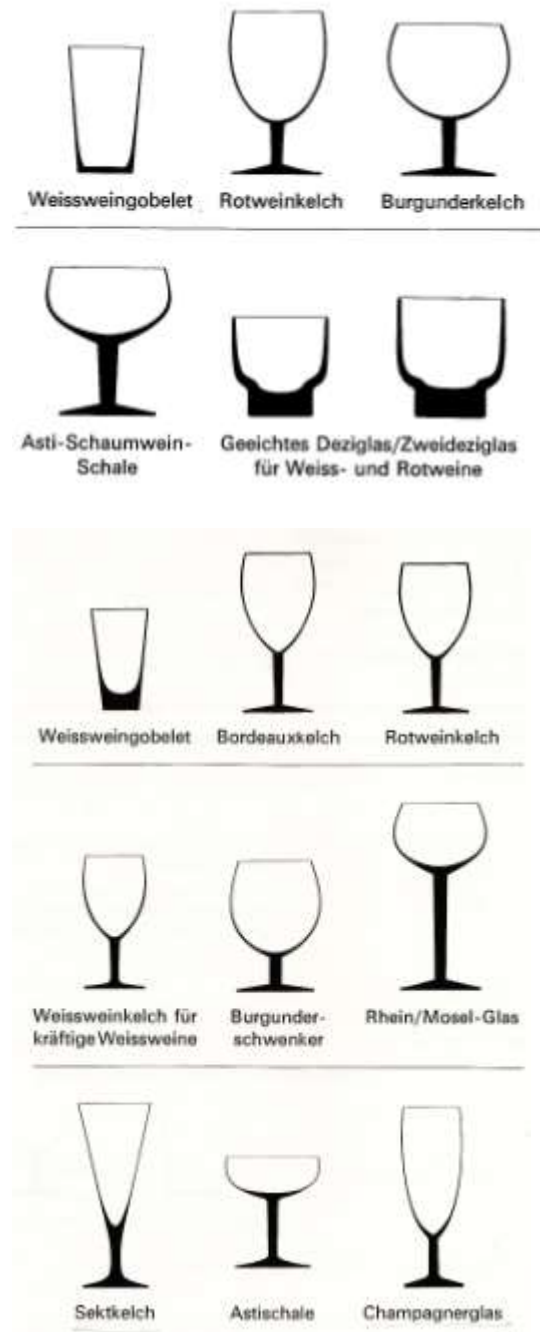 Weissweingobelet Rotweinkelch Burgunderkelch
Asti-Schaumwein- Geeichtes Deziglas/Zweideziglas
Schale für Weiss- und Rotweine
Weissweingobelet Bordeauxkelch Rotweinkelch
Weissweinkelch für Burgunder- Rhein/Mosel-Glas
kräftige Weissweine schwenker
Sektkelch Astischale Champagnerglas